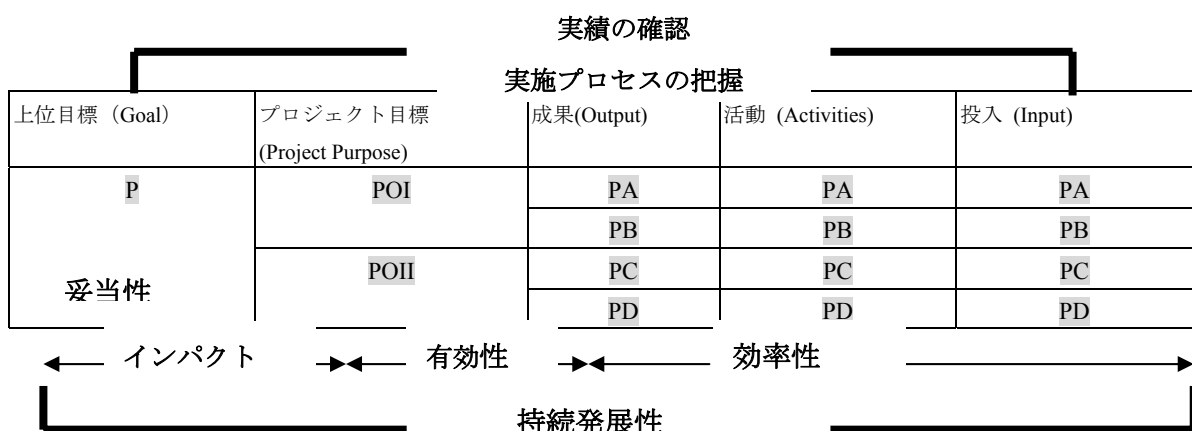 実績の確認
実施プロセスの把握
上位目標（Goal） プロジェクト目標 成果(Output) 活動 (Activities) 投入 (Input)
(Project Purpose)
P POI PA PA PA
PB PB PB
POII PC PC PC
妥当性
PD PD PD
インパクト 有効性 効率性
持続発展性